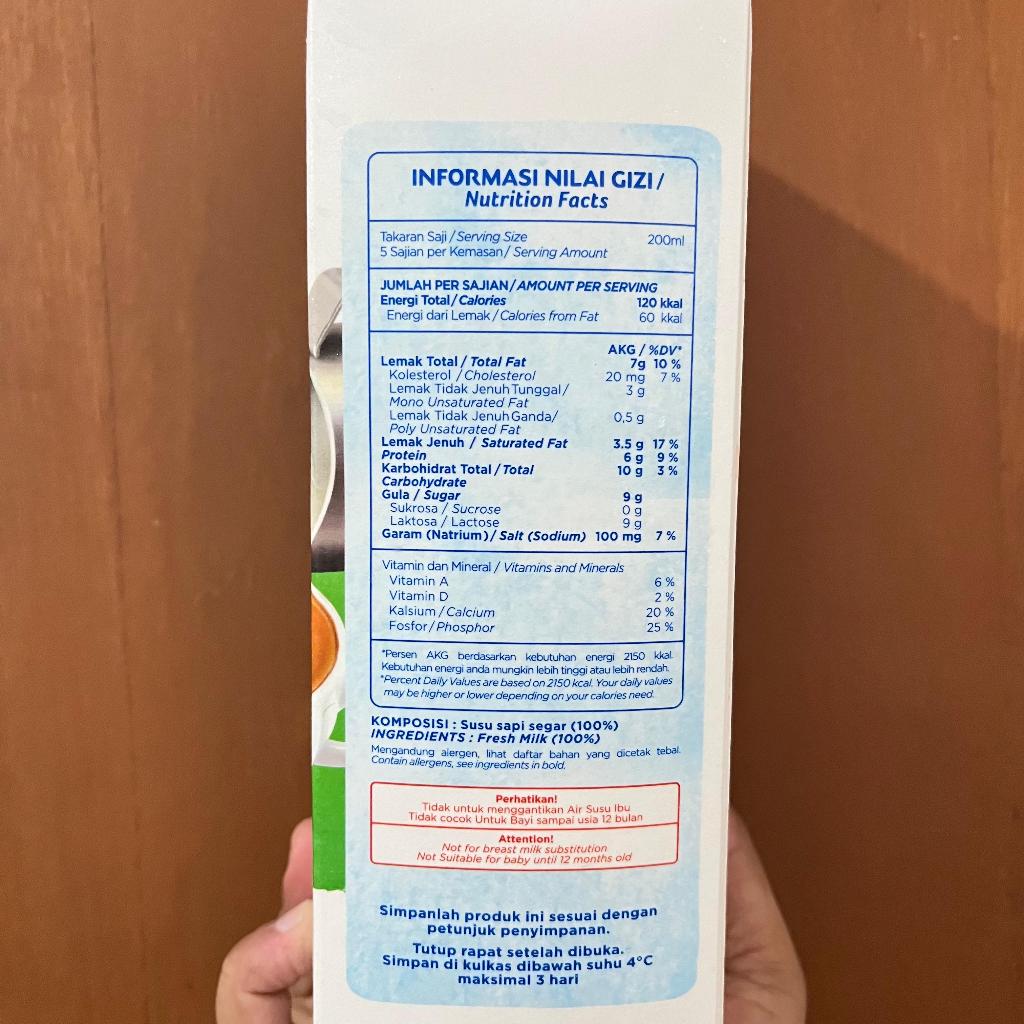 INFORMASI NILAI GIZI /
Nutrition Facts
Takaran Saji / Serving Size 200ml
5 Sajian per Kemasan / Serving Amount
JUMLAH PER SAJIAN / AMOUNT PER SERVING
Energi Total / Calories 120 kkal
Energi dari Lemak / Calories from Fat 60 kkal
AKG / %DV*
Lemak Total / Total Fat 7g 10 %
Kolesterol / Cholesterol 20 mg 7 %
Lemak Tidak Jenuh Tunggal / 3 g
Mono Unsaturated Fat
Lemak Tidak Jenuh Ganda / 0,5 g
Poly Unsaturated Fat
Lemak Jenuh / Saturated Fat 3.5 g 17 %
Protein 6 g 9 %
Karbohidrat Total / Total 10 g 3 %
Carbohydrate
Gula / Sugar 9 g
Sukrosa / Sucrose 0 g
Laktosa / Lactose 9 g
Garam (Natrium) / Salt (Sodium) 100 mg 7 %
Vitamin dan Mineral / Vitamins and Minerals
Vitamin A 6 %
Vitamin D 2 %
Kalsium / Calcium 20 %
Fosfor / Phosphor 25 %
*Persen AKG berdasarkan kebutuhan energi 2150 kkal.
Kebutuhan energi anda mungkin lebih tinggi atau lebih rendah.
*Percent Daily Values are based on 2150 kcal. Your daily values
may be higher or lower depending on your calories need.
KOMPOSISI : Susu sapi segar (100%)
INGREDIENTS : Fresh Milk (100%)
Mengandung alergen, lihat daftar bahan yang dicetak tebal.
Contain allergens, see ingredients in bold.
Perhatikan!
Tidak untuk menggantikan Air Susu Ibu
Tidak cocok Untuk Bayi sampai usia 12 bulan
Attention!
Not for breast milk substitution
Not Suitable for baby until 12 months old
Simpanlah produk ini sesuai dengan
petunjuk penyimpanan.
Tutup rapat setelah dibuka.
Simpan di kulkas dibawah suhu 4°C
maksimal 3 hari